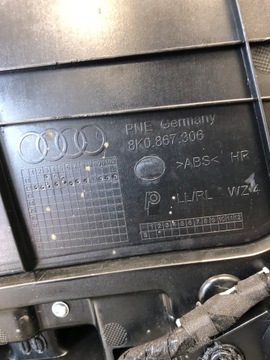 PNE Germany
8K0.867.306
>ABS< HR
LL/RL WZ4